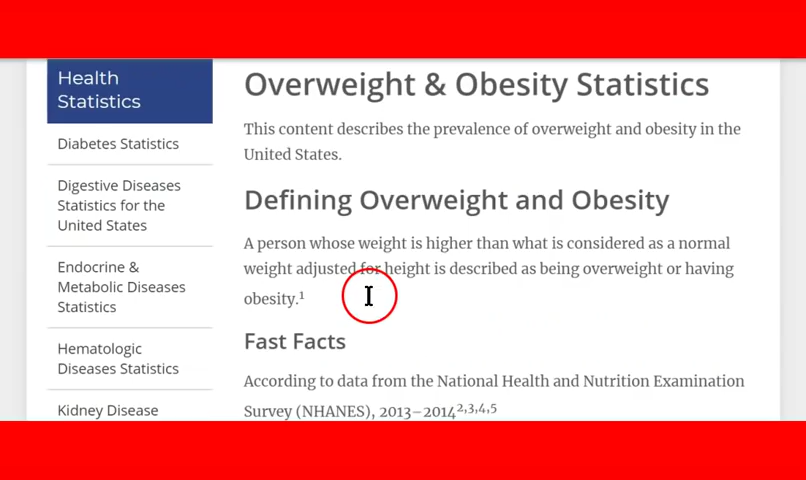 Health
Statistics
Diabetes Statistics
Digestive Diseases
Statistics for the
United States
Endocrine &
Metabolic Diseases
Statistics
Hematologic
Diseases Statistics
Kidney Disease
Overweight & Obesity Statistics
This content describes the prevalence of overweight and obesity in the
United States.
Defining Overweight and Obesity
A person whose weight is higher than what is considered as a normal
weight adjusted for height is described as being overweight or having
obesity.¹
Fast Facts
According to data from the National Health and Nutrition Examination
Survey (NHANES), 2013–2014²,³,⁴,⁵